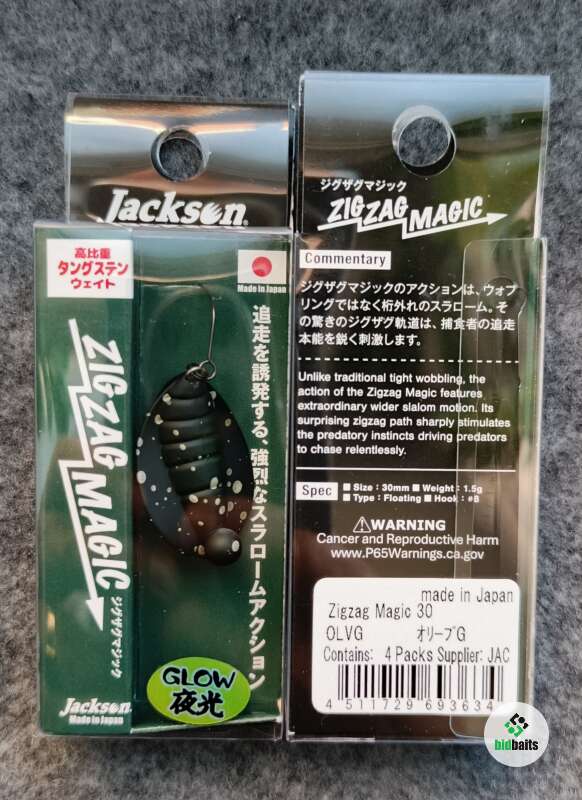 Jackson
高比重
タングステン
ウェイト
Made in Japan
ZIGZAG MAGIC
ジグザグマジック
追走を誘発する、強烈なスラロームアクション
GLOW
夜光
Jackson
Made in Japan
ジグザグマジック
ZIGZAG MAGIC
Commentary
ジグザグマジックのアクションは、ウォブ
リングではなく桁外れのスラローム。そ
の驚きのジグザグ軌道は、捕食者の追走
本能を鋭く刺激します。
Unlike traditional tight wobbling, the
action of the Zigzag Magic features
extraordinary wider slalom motion. Its
surprising zigzag path sharply stimulates
the predatory instincts driving predators
to chase relentlessly.
Spec
■ Size : 30mm ■ Weight : 1.5g
■ Type : Floating ■ Hook : #8
⚠WARNING
Cancer and Reproductive Harm
www.P65Warnings.ca.gov
made in Japan
Zigzag Magic 30
OLVG オリーブG
Contains: 4 Packs Supplier: JAC
4 511729 693634
bidbaits